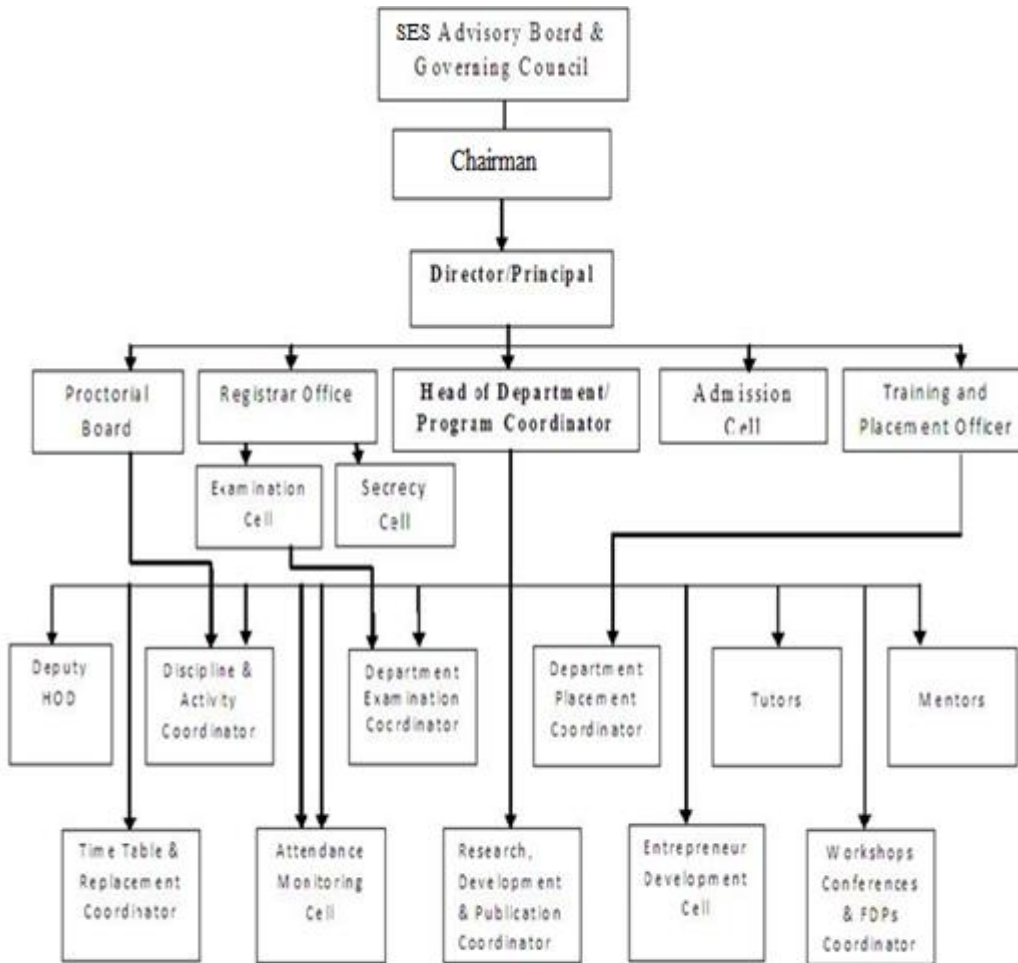 SES Advisory Board &
Governing Council
Chairman
Director/Principal
Proctorial
Board
Registrar Office
Head of Department/
Program Coordinator
Admission
Cell
Training and
Placement Officer
Examination
Cell
Secrecy
Cell
Deputy
HOD
Discipline &
Activity
Coordinator
Department
Examination
Coordinator
Department
Placement
Coordinator
Tutors
Mentors
Time Table &
Replacement
Coordinator
Attendance
Monitoring
Cell
Research,
Development
& Publication
Coordinator
Entrepreneur
Development
Cell
Workshops
Conferences
& FDPs
Coordinator